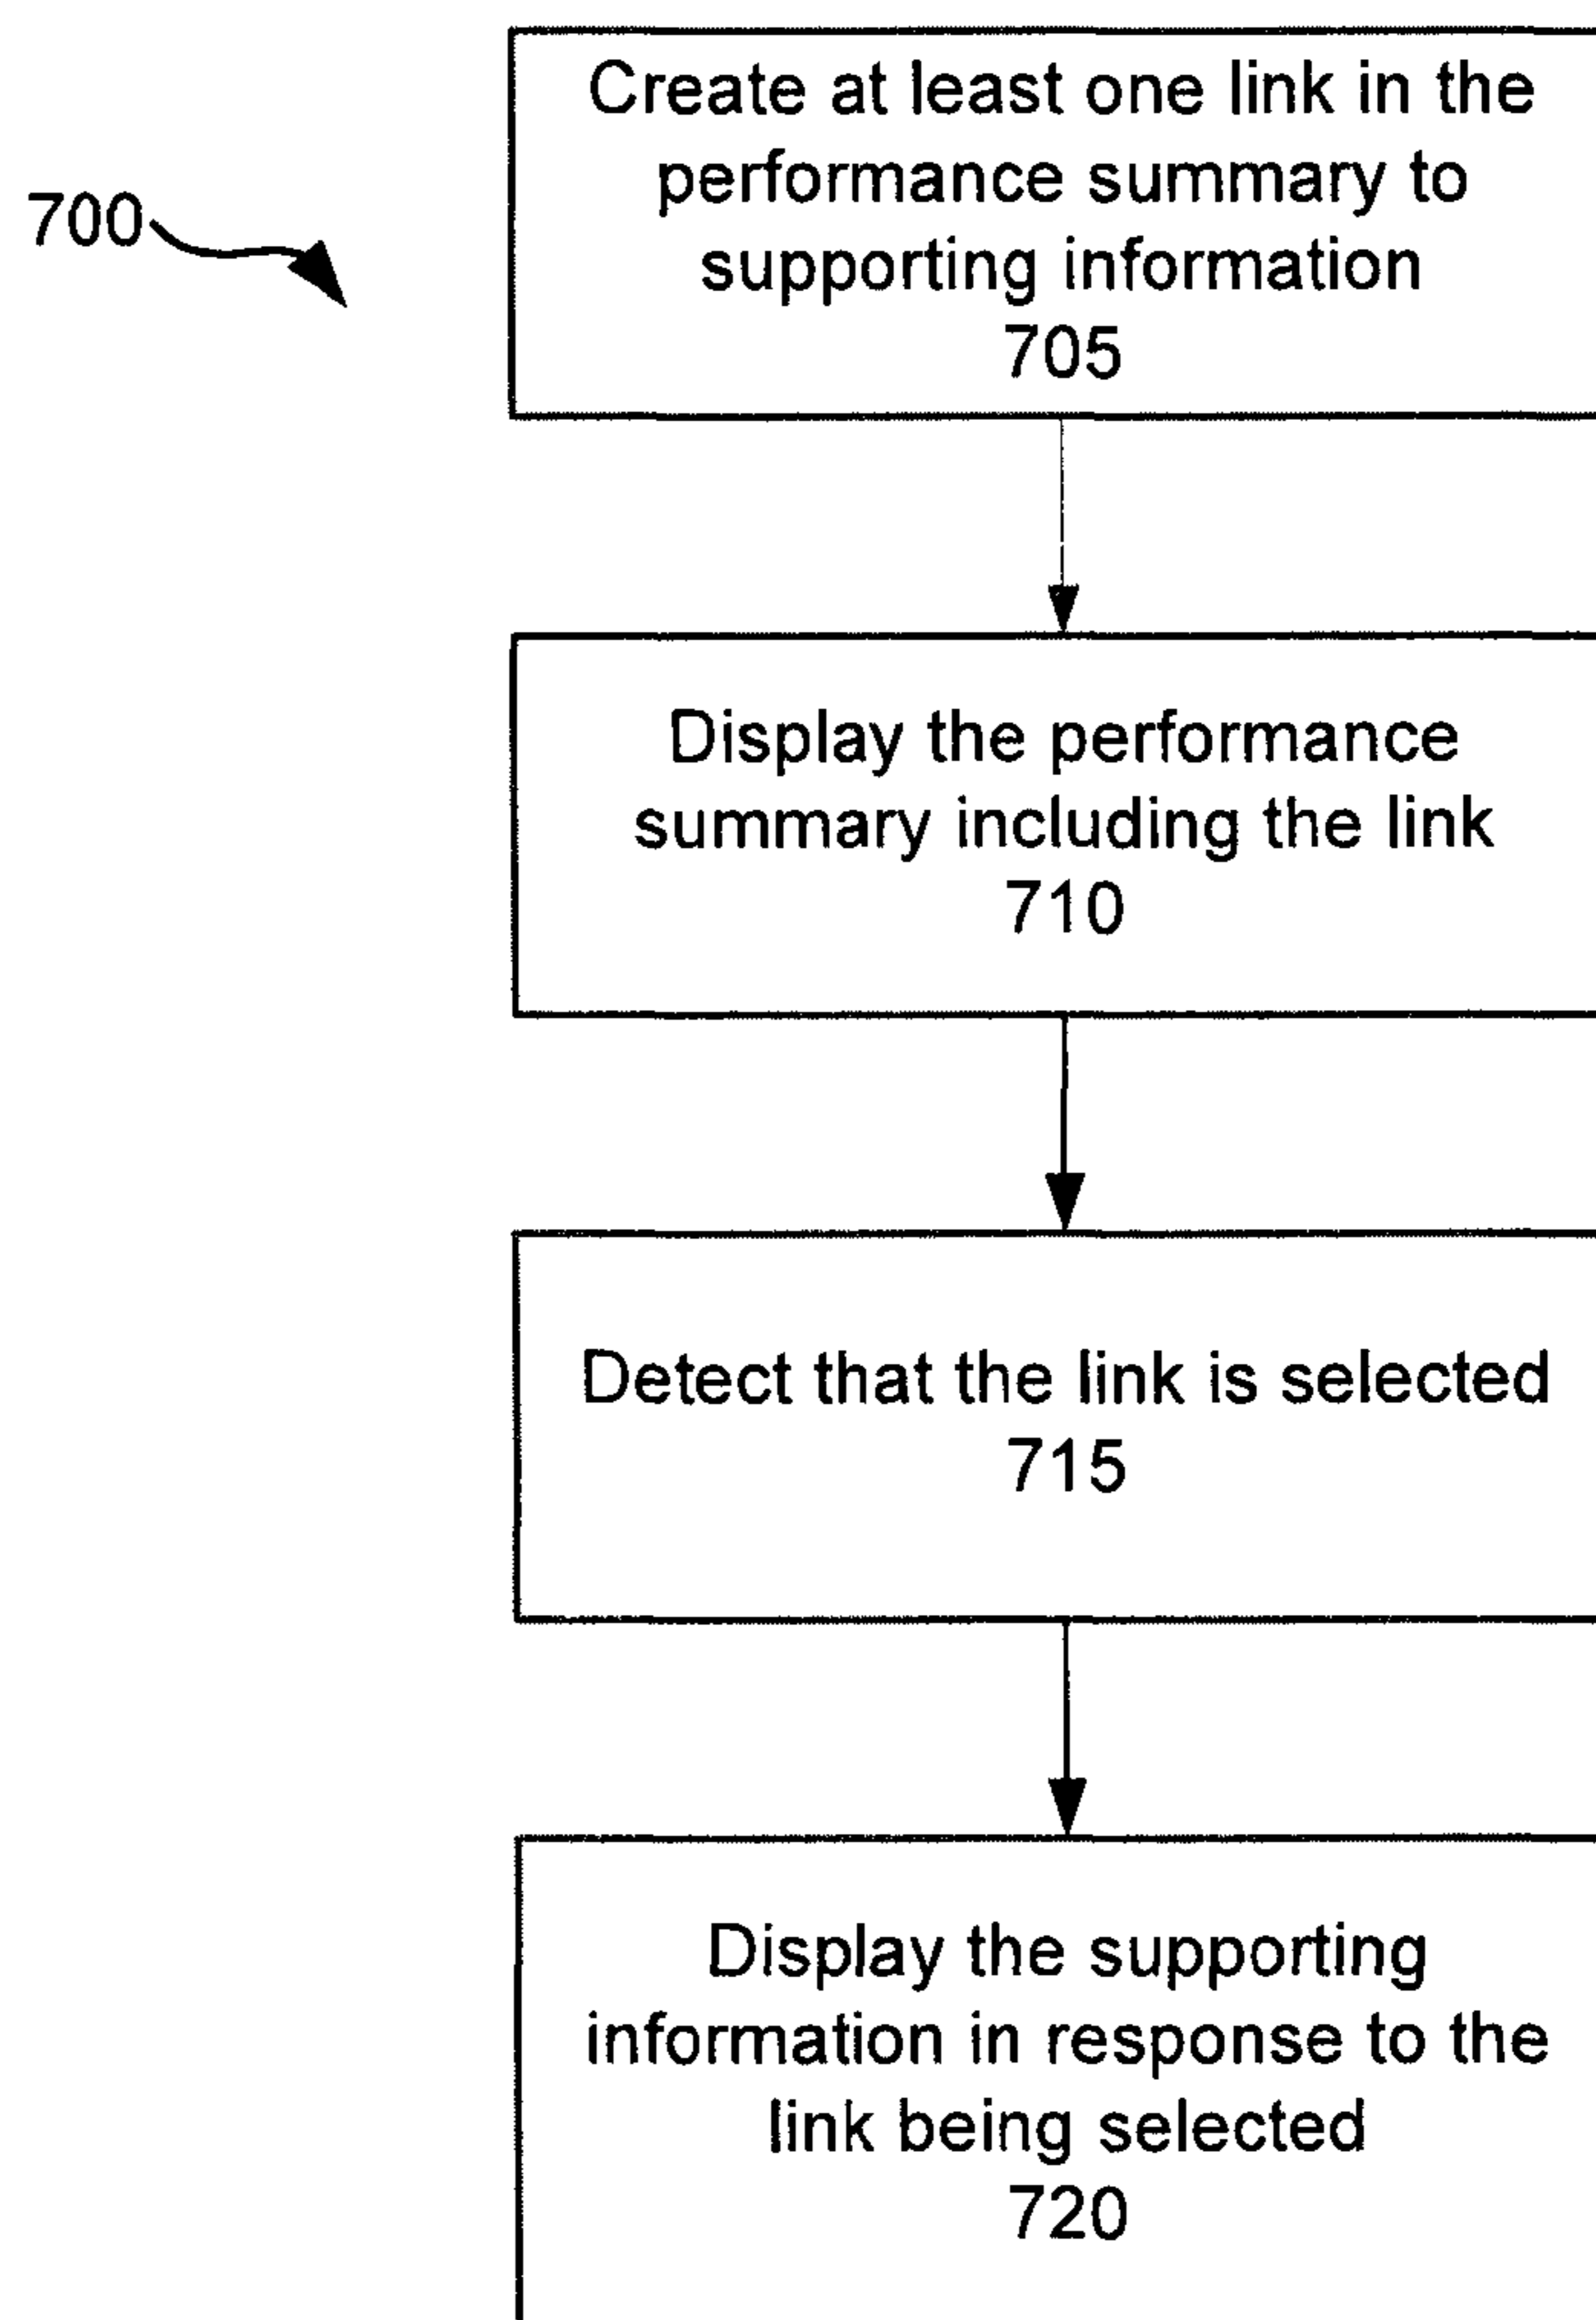 Create at least one link in the
performance summary to
supporting information
705
700
Display the performance
summary including the link
710
Detect that the link is selected
715
Display the supporting
information in response to the
link being selected
720